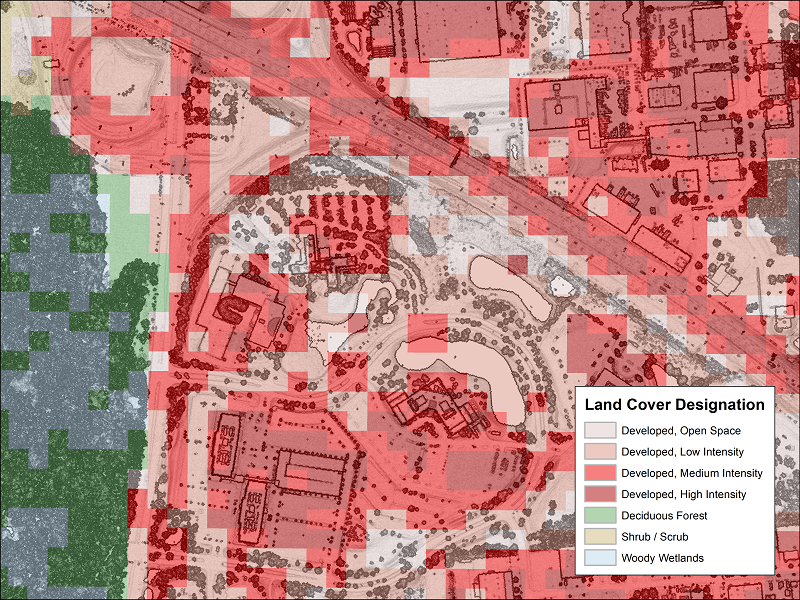 Land Cover Designation
Developed, Open Space
Developed, Low Intensity
Developed, Medium Intensity
Developed, High Intensity
Deciduous Forest
Shrub / Scrub
Woody Wetlands